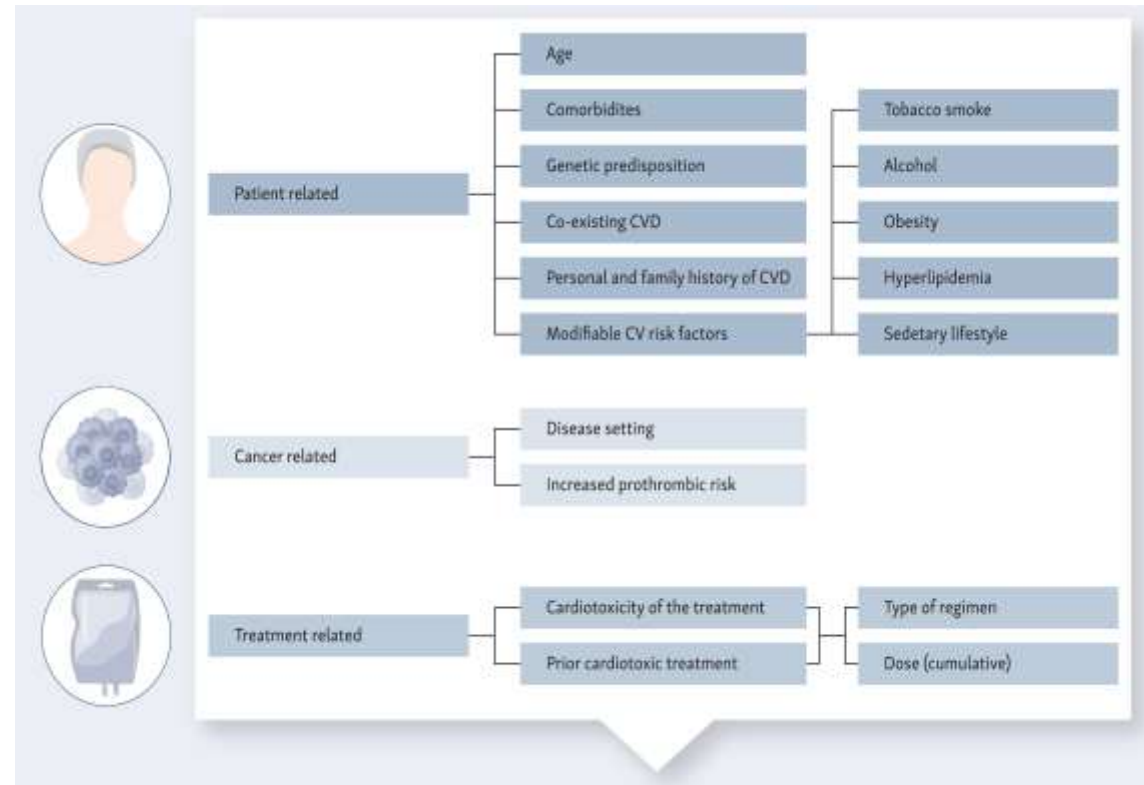 Age
Comorbidites
Tobacco smoke
Genetic predisposition
Alcohol
Patient related
Co-existing CVD
Obesity
Personal and family history of CVD
Hyperlipidemia
Modifiable CV risk factors
Sedetary lifestyle
Disease setting
Cancer related
Increased prothrombic risk
Cardiotoxicity of the treatment
Type of regimen
Treatment related
Prior cardiotoxic treatment
Dose (cumulative)